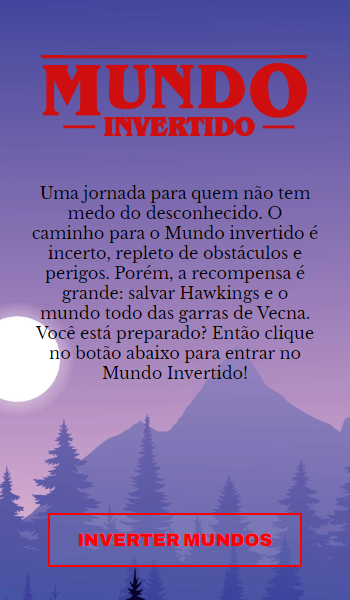 MUNDO
INVERTIDO
Uma jornada para quem não tem
medo do desconhecido. O
caminho para o Mundo invertido é
incerto, repleto de obstáculos e
perigos. Porém, a recompensa é
grande: salvar Hawkings e o
mundo todo das garras de Vecna.
Você está preparado? Então clique
no botão abaixo para entrar no
Mundo Invertido!
INVERTER MUNDOS